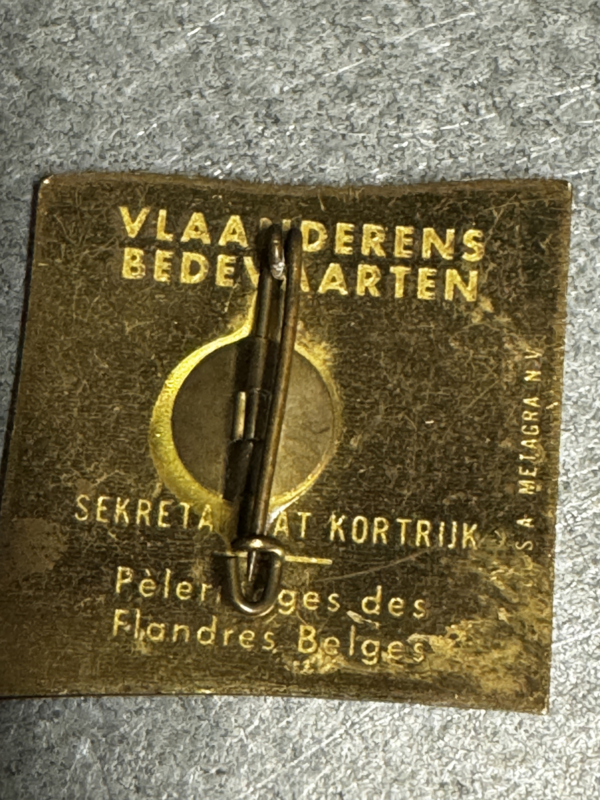 VLAANDERENS
BEDEVAARTEN
SEKRETARIAAT KORTRIJK
Pèlerinages des
Flandres Belges
S A METAGRA N.V.